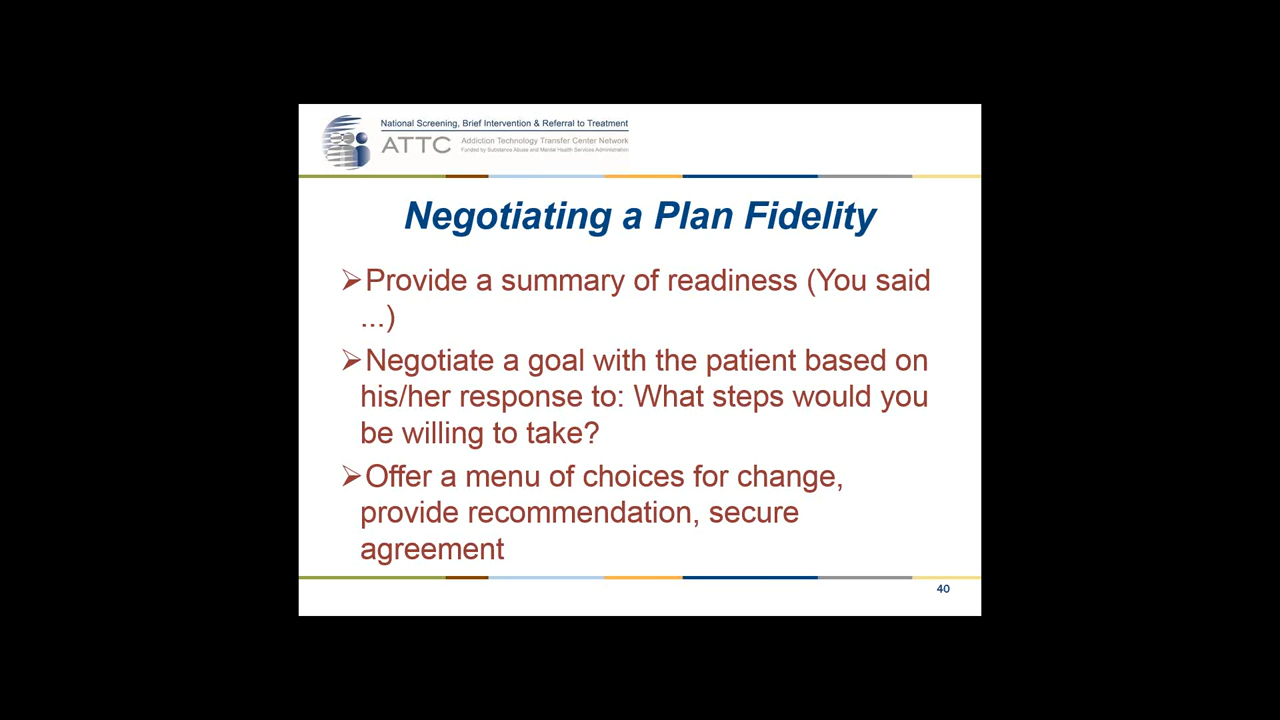 National Screening, Brief Intervention & Referral to Treatment
ATTC
Addiction Technology Transfer Center Network
Funded by Substance Abuse and Mental Health Services Administration
Negotiating a Plan Fidelity
➢Provide a summary of readiness (You said
...)
➢Negotiate a goal with the patient based on
his/her response to: What steps would you
be willing to take?
➢Offer a menu of choices for change,
provide recommendation, secure
agreement
40